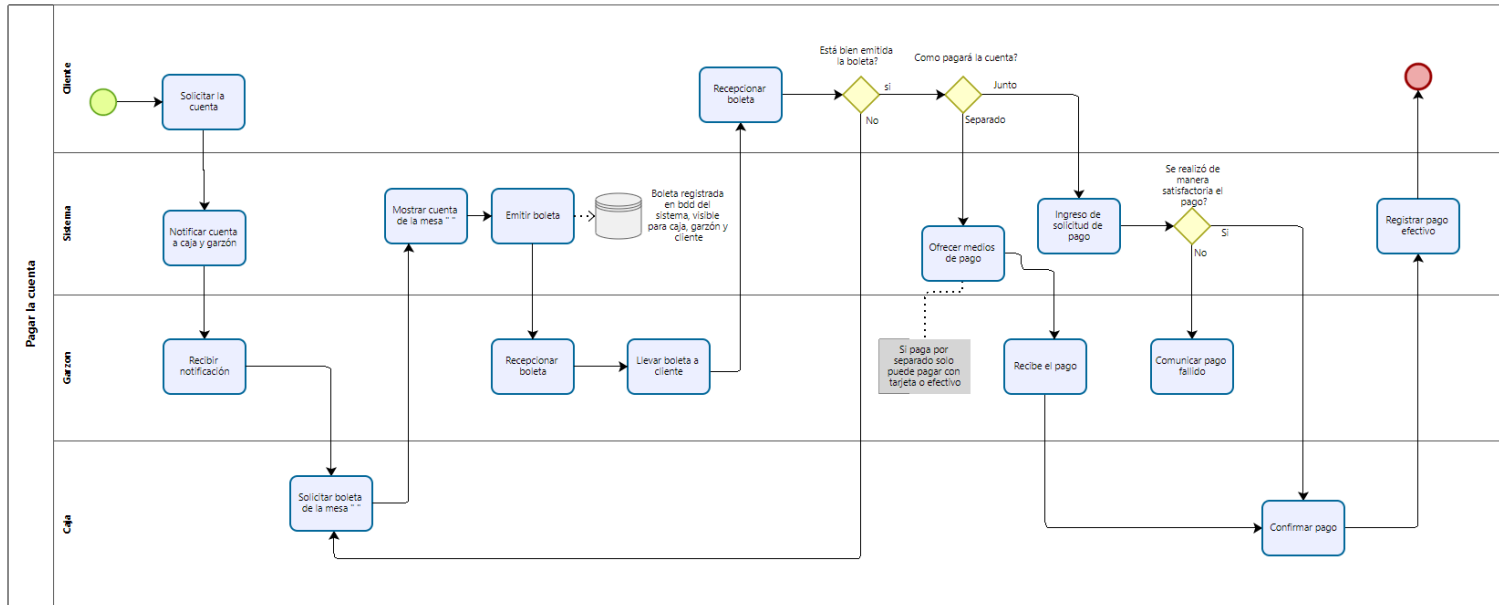 Pagar la cuenta
Cliente
Solicitar la
cuenta
Recepcionar
boleta
Está bien emitida
la boleta?
si
No
Como pagará la cuenta?
Junto
Separado
Sistema
Notificar cuenta
a caja y garzón
Mostrar cuenta
de la mesa " "
Emitir boleta
Boleta registrada
en bdd del
sistema, visible
para caja, garzón y
cliente
Ofrecer medios
de pago
Ingreso de
solicitud de
pago
Se realizó de
manera
satisfactoria el
pago?
Si
No
Registrar pago
efectivo
Garzon
Recibir
notificación
Recepcionar
boleta
Llevar boleta a
cliente
Si paga por
separado solo
puede pagar con
tarjeta o efectivo
Recibe el pago
Comunicar pago
fallido
Caja
Solicitar boleta
de la mesa " "
Confirmar pago